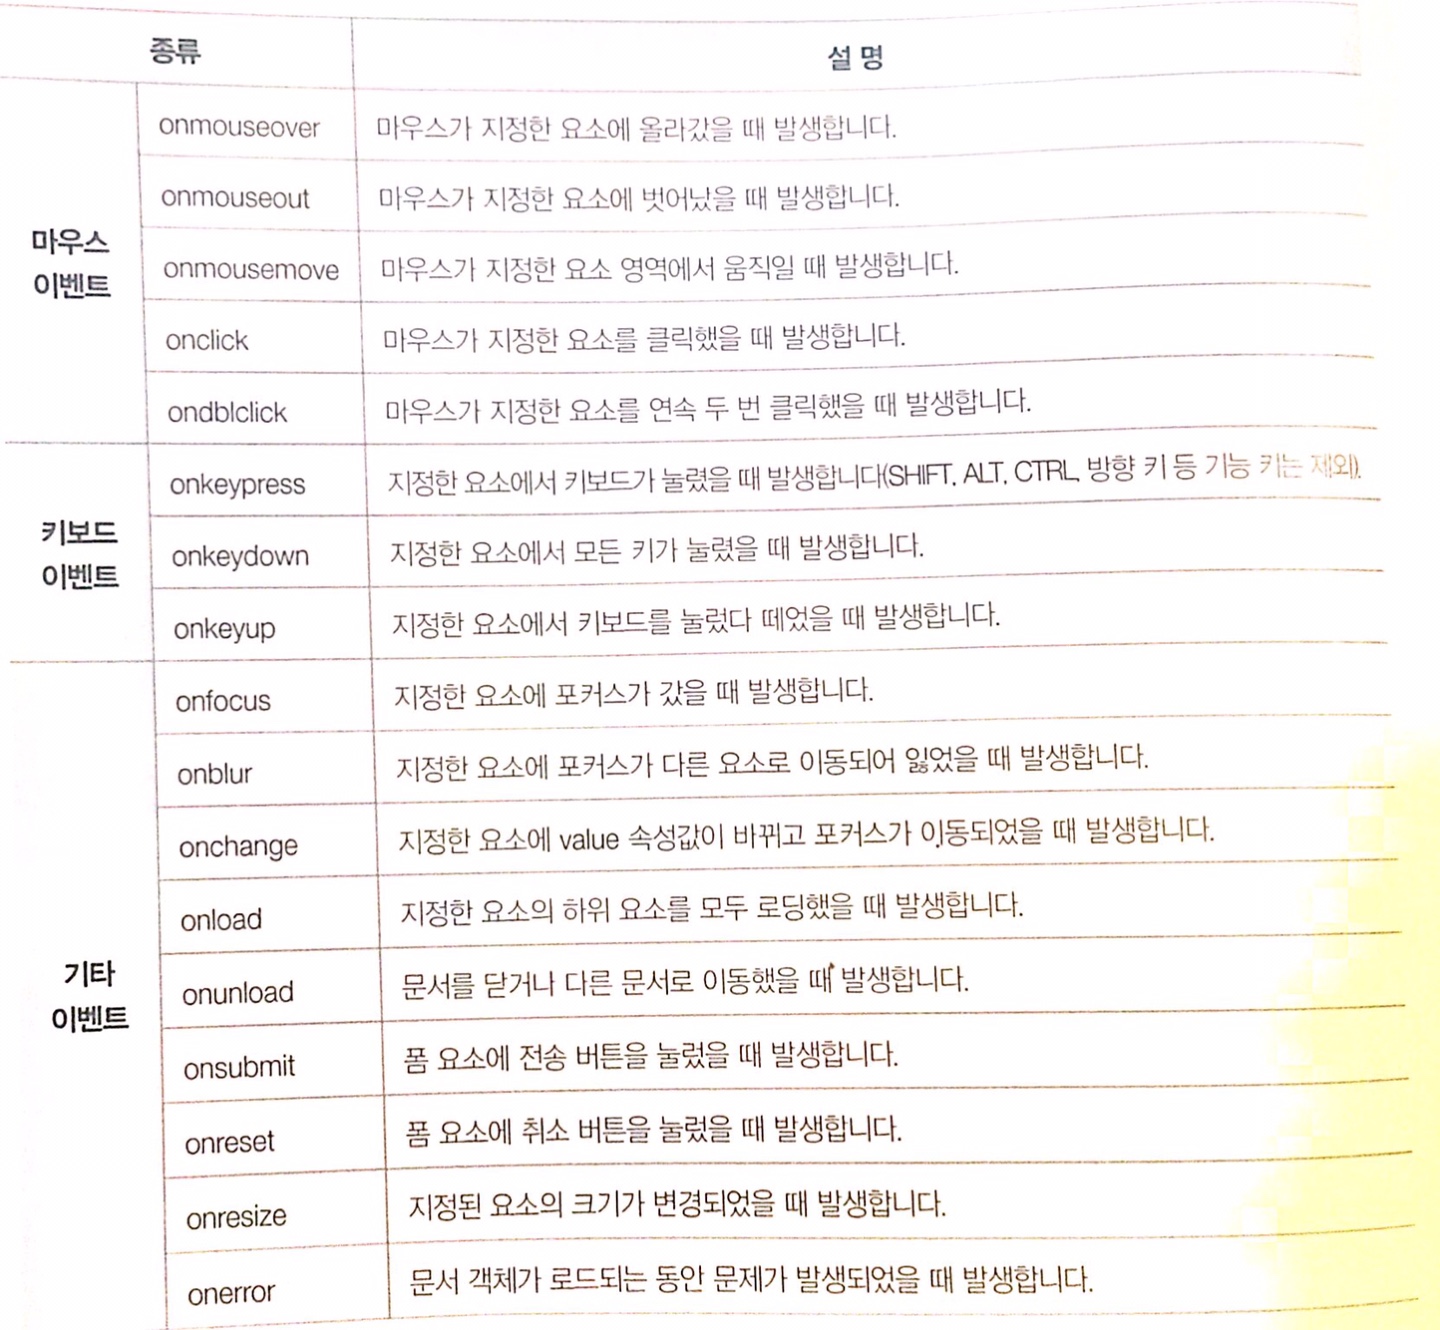 종류 설 명
마우스
이벤트
onmouseover 마우스가 지정한 요소에 올라갔을 때 발생합니다.
onmouseout 마우스가 지정한 요소에 벗어났을 때 발생합니다.
onmousemove 마우스가 지정한 요소 영역에서 움직일 때 발생합니다.
onclick 마우스가 지정한 요소를 클릭했을 때 발생합니다.
ondblclick 마우스가 지정한 요소를 연속 두 번 클릭했을 때 발생합니다.
키보드
이벤트
onkeypress 지정한 요소에서 키보드가 눌렸을 때 발생합니다(SHIFT, ALT, CTRL, 방향 키 등 기능 키는 제외).
onkeydown 지정한 요소에서 모든 키가 눌렸을 때 발생합니다.
onkeyup 지정한 요소에서 키보드를 눌렀다 떼었을 때 발생합니다.
기타
이벤트
onfocus 지정한 요소에 포커스가 갔을 때 발생합니다.
onblur 지정한 요소에 포커스가 다른 요소로 이동되어 잃었을 때 발생합니다.
onchange 지정한 요소에 value 속성값이 바뀌고 포커스가 이동되었을 때 발생합니다.
onload 지정한 요소의 하위 요소를 모두 로딩했을 때 발생합니다.
onunload 문서를 닫거나 다른 문서로 이동했을 때 발생합니다.
onsubmit 폼 요소에 전송 버튼을 눌렀을 때 발생합니다.
onreset 폼 요소에 취소 버튼을 눌렀을 때 발생합니다.
onresize 지정된 요소의 크기가 변경되었을 때 발생합니다.
onerror 문서 객체가 로드되는 동안 문제가 발생되었을 때 발생합니다.